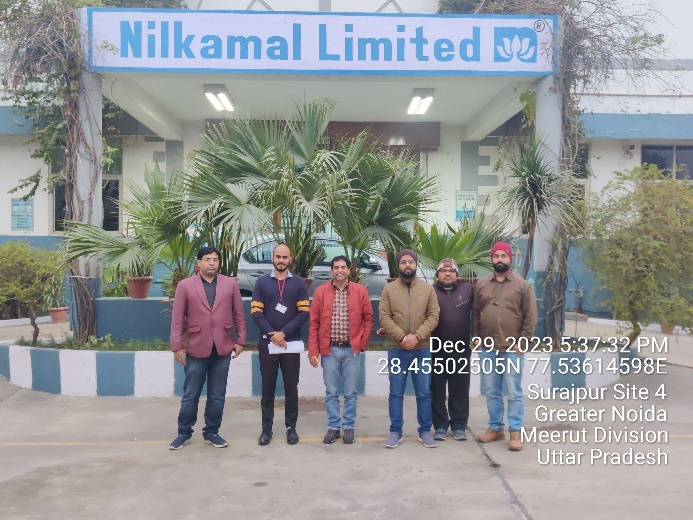 Nilkamal Limited ®
Dec 29, 2023 5:37:32 PM
28.45502505N 77.53614598E
Surajpur Site 4
Greater Noida
Meerut Division
Uttar Pradesh